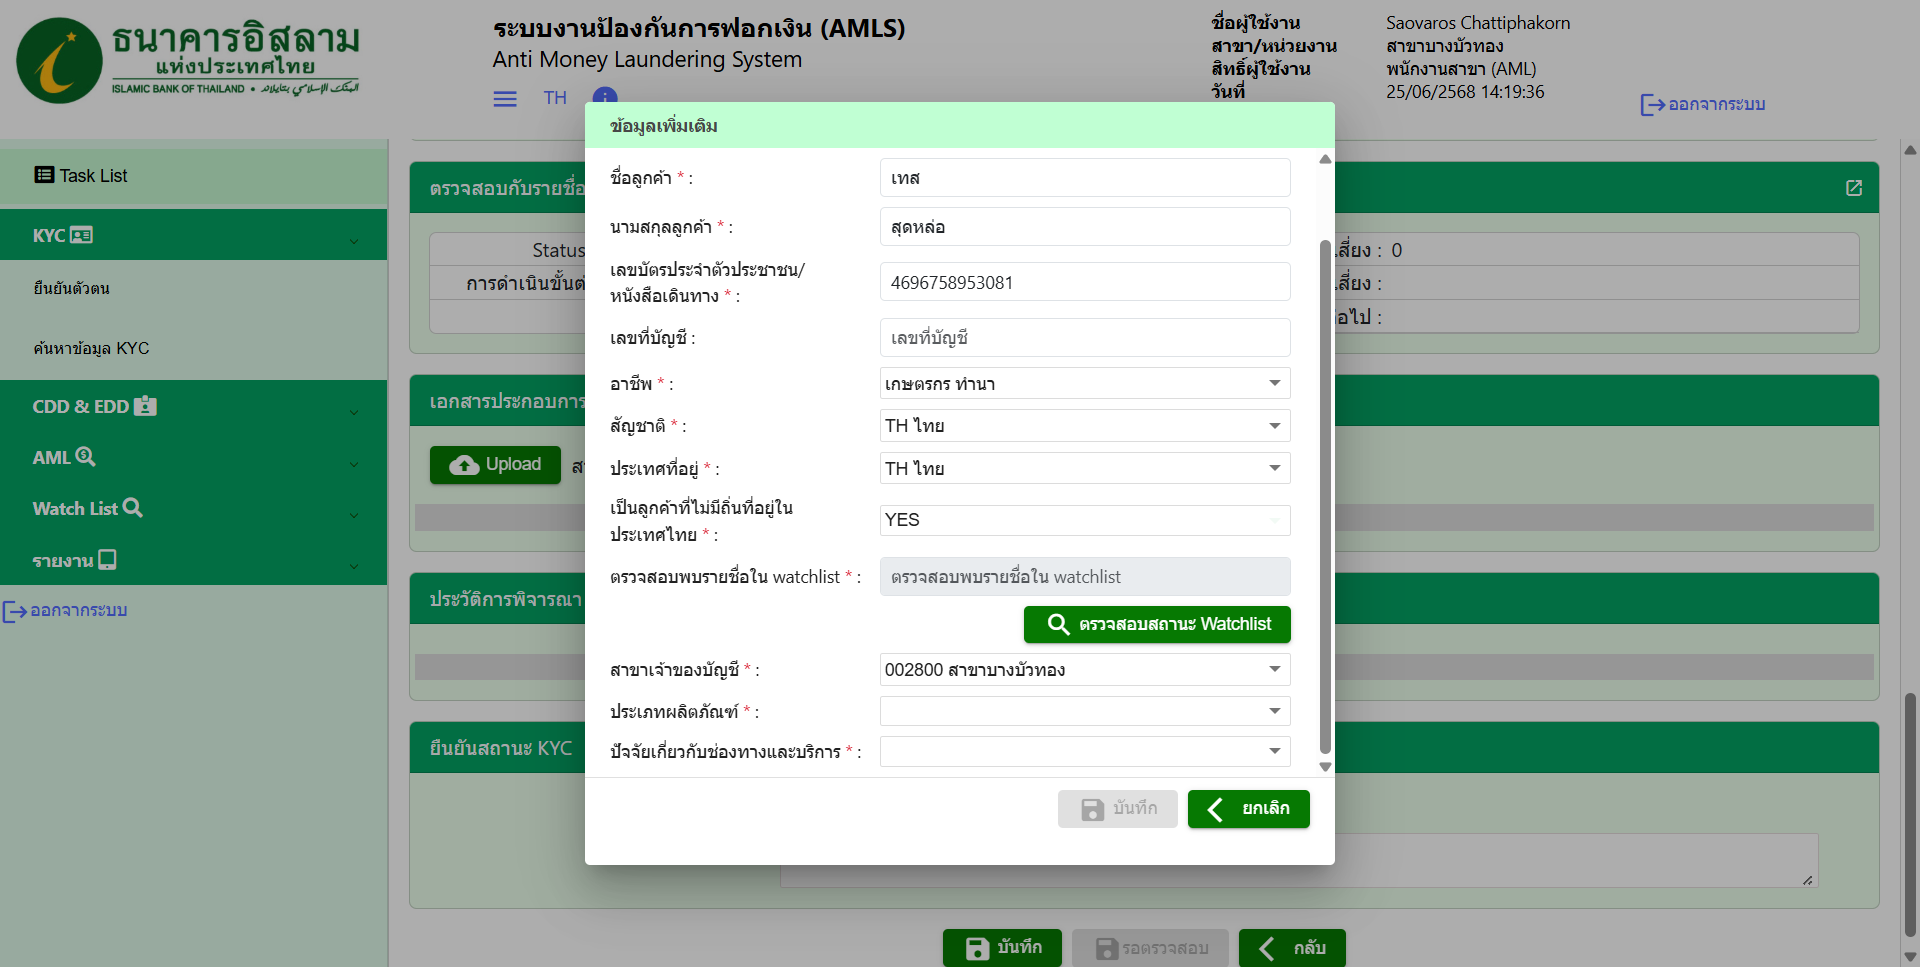 ธนาคารอิสลาม
แห่งประเทศไทย
ISLAMIC BANK OF THAILAND •
ระบบงานป้องกันการฟอกเงิน (AMLS)
Anti Money Laundering System
TH
ชื่อผู้ใช้งาน Saovaros Chattiphakorn
สาขา/หน่วยงาน สาขาบางบัวทอง
สิทธิ์ผู้ใช้งาน พนักงานสาขา (AML)
วันที่ 25/06/2568 14:19:36
ออกจากระบบ
Task List
KYC
ยืนยันตัวตน
ค้นหาข้อมูล KYC
CDD & EDD
AML
Watch List
รายงาน
ออกจากระบบ
ตรวจสอบกับรายชื่อ
Status
เสี่ยง : 0
การดำเนินขั้นต
เสี่ยง :
อไป :
เอกสารประกอบการ
Upload
ส
ประวัติการพิจารณา
ยืนยันสถานะ KYC
ข้อมูลเพิ่มเติม
ชื่อลูกค้า * : เทส
นามสกุลลูกค้า * : สุดหล่อ
เลขบัตรประจำตัวประชาชน/
หนังสือเดินทาง * : 4696758953081
เลขที่บัญชี : เลขที่บัญชี
อาชีพ * : เกษตรกร ทำนา
สัญชาติ * : TH ไทย
ประเทศที่อยู่ * : TH ไทย
เป็นลูกค้าที่ไม่มีถิ่นที่อยู่ใน
ประเทศไทย * : YES
ตรวจสอบพบรายชื่อใน watchlist * : ตรวจสอบพบรายชื่อใน watchlist
ตรวจสอบสถานะ Watchlist
สาขาเจ้าของบัญชี * : 002800 สาขาบางบัวทอง
ประเภทผลิตภัณฑ์ * :
ปัจจัยเกี่ยวกับช่องทางและบริการ * :
บันทึก ยกเลิก
บันทึก รอตรวจสอบ กลับ